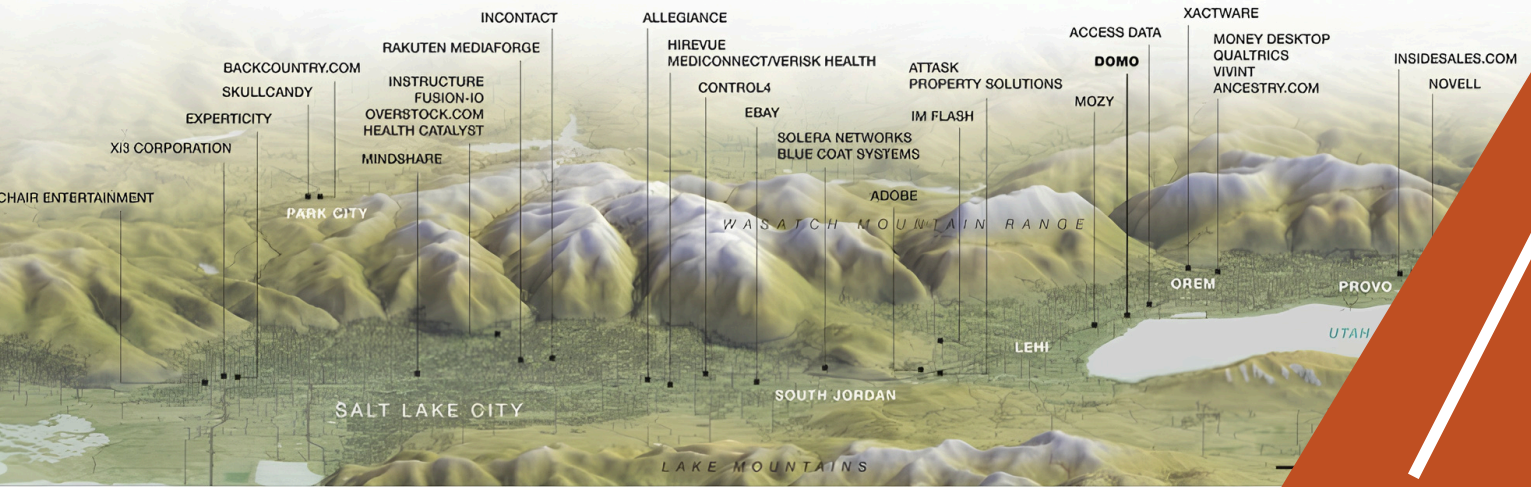 INCONTACT
ALLEGIANCE
XACTWARE
RAKUTEN MEDIAFORGE
HIREVUE
MEDICONNECT/VERISK HEALTH
ACCESS DATA
MONEY DESKTOP
QUALTRICS
VIVINT
ANCESTRY.COM
BACKCOUNTRY.COM
SKULLCANDY
INSTRUCTURE
FUSION-IO
OVERSTOCK.COM
HEALTH CATALYST
CONTROL4
ATTASK
PROPERTY SOLUTIONS
DOMO
INSIDESALES.COM
NOVELL
EXPERTICITY
EBAY
IM FLASH
MOZY
XI3 CORPORATION
MINDSHARE
SOLERA NETWORKS
BLUE COAT SYSTEMS
CHAIR ENTERTAINMENT
ADOBE
PARK CITY
WASATCH MOUNTAIN RANGE
OREM
PROVO
UTAH
LEHI
SOUTH JORDAN
SALT LAKE CITY
LAKE MOUNTAINS